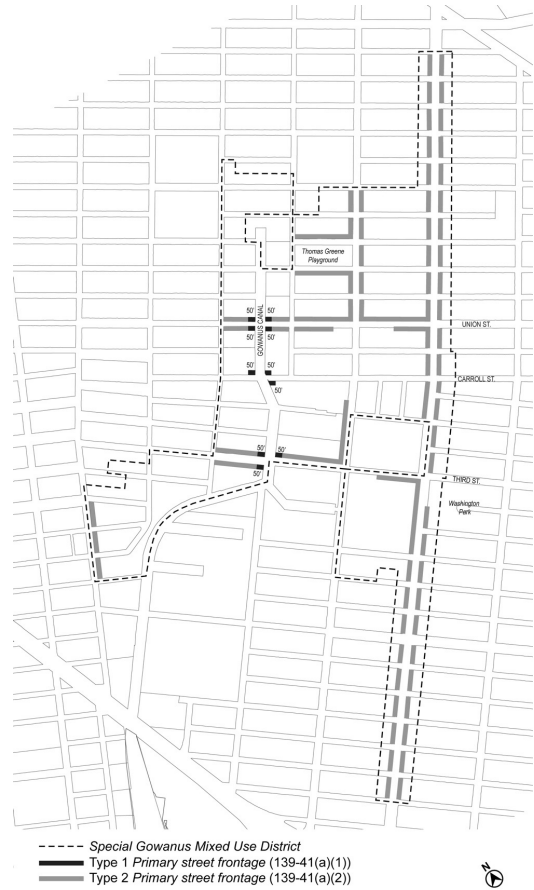 Thomas Greene
Playground
50'
50'
UNION ST.
50'
50'
GOWANUS CANAL
50'
50'
CARROLL ST.
50'
50'
50'
50'
THIRD ST.
Washington
Park
Special Gowanus Mixed Use District
Type 1 Primary street frontage (139-41(a)(1))
Type 2 Primary street frontage (139-41(a)(2))
N